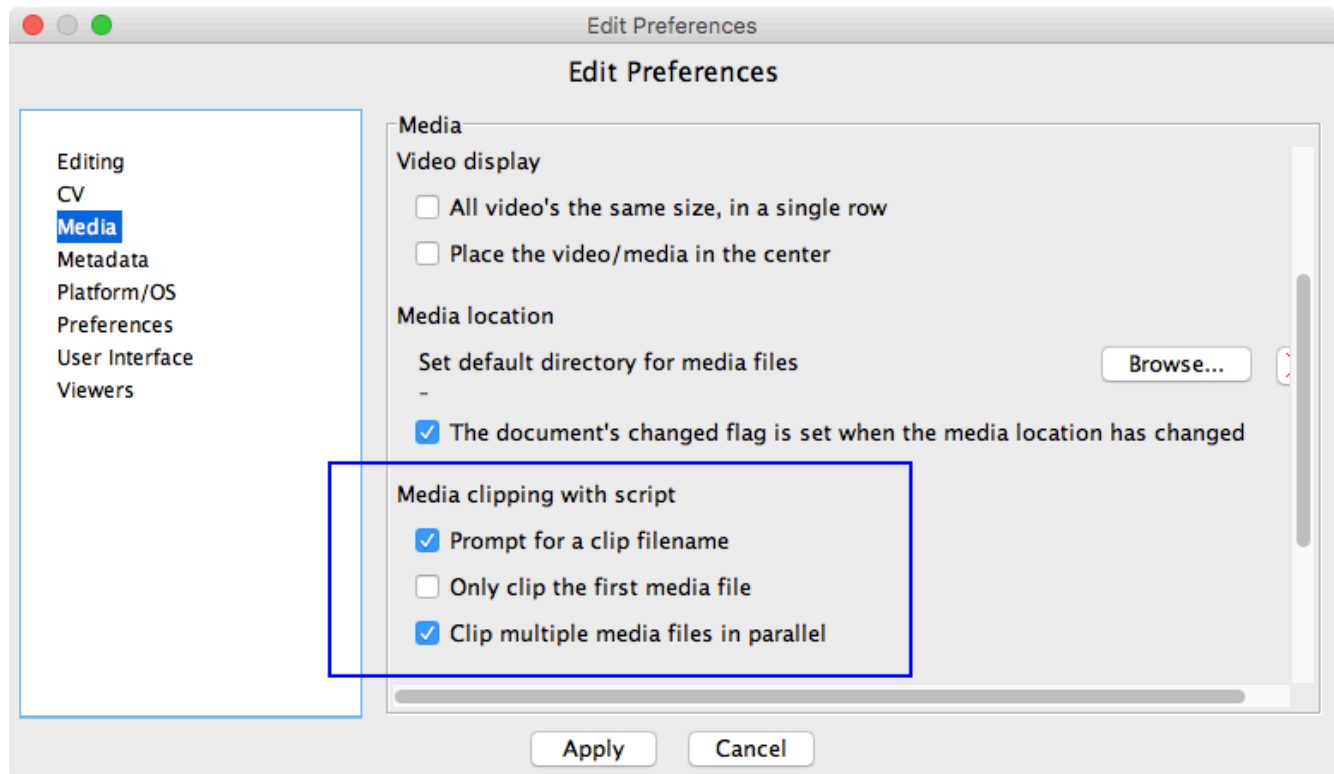 Edit Preferences
Edit Preferences
Editing
CV
Media
Metadata
Platform/OS
Preferences
User Interface
Viewers
Media
Video display
All video's the same size, in a single row
Place the video/media in the center
Media location
Set default directory for media files
Browse...
-
The document's changed flag is set when the media location has changed
Media clipping with script
Prompt for a clip filename
Only clip the first media file
Clip multiple media files in parallel
Apply
Cancel